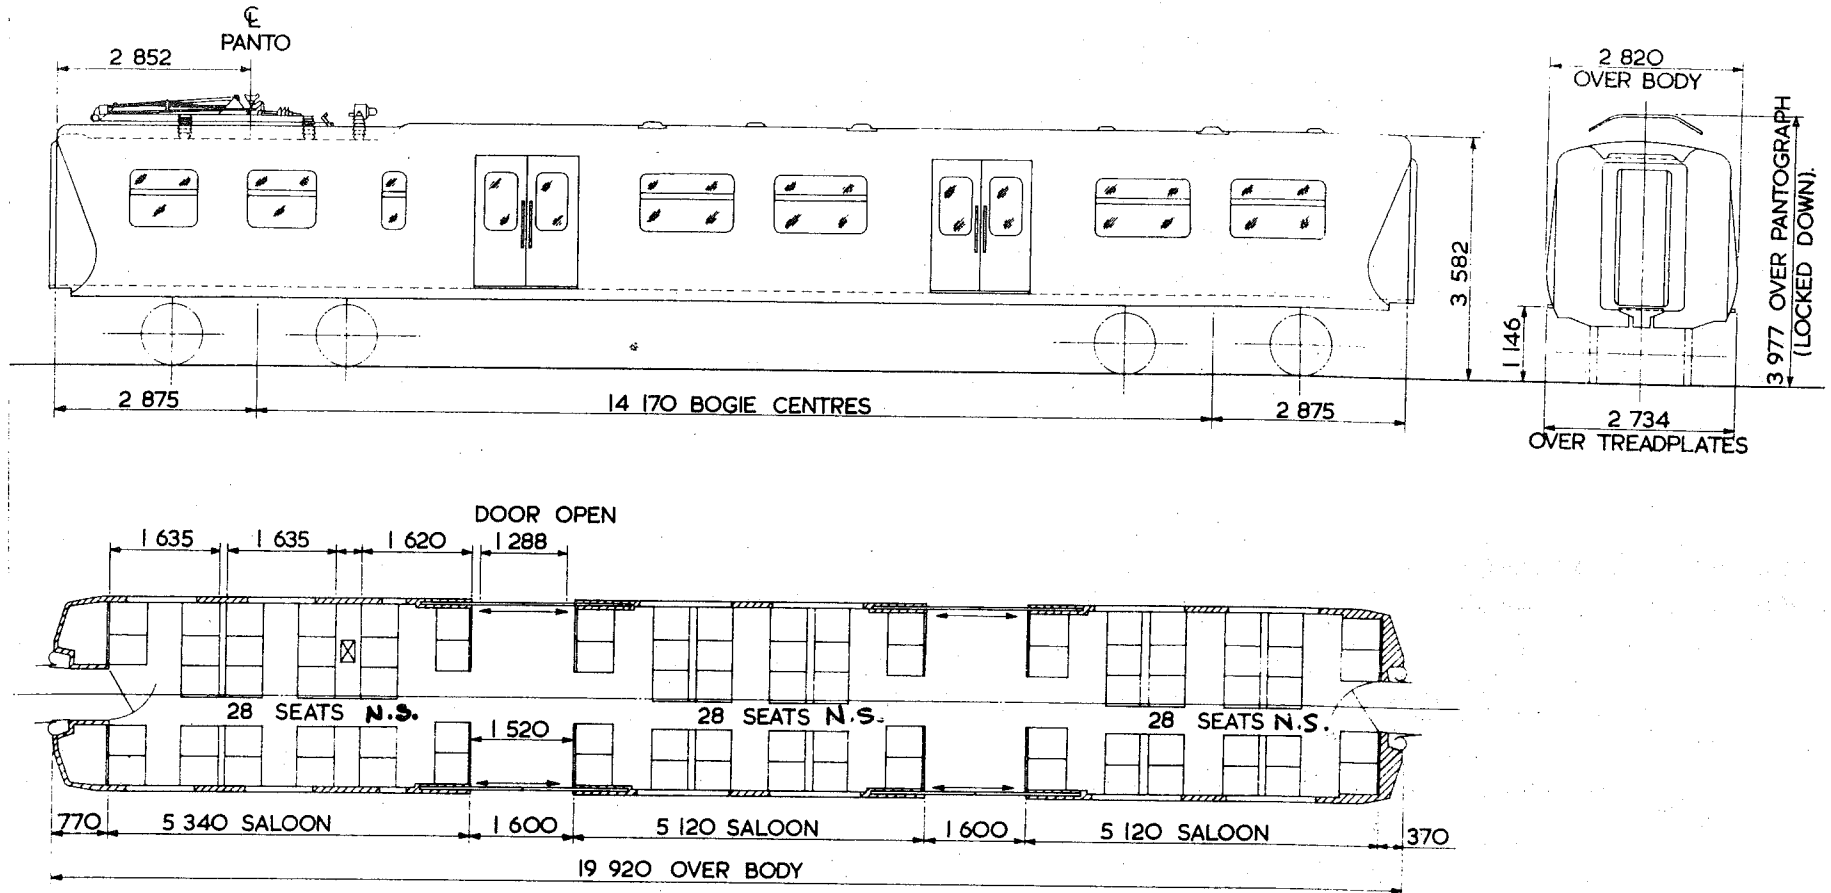 ℄
PANTO
2 852
2 820
OVER BODY
3 977 OVER PANTOGRAPH
(LOCKED DOWN).
3 582
1 146
2 875
14 170 BOGIE CENTRES
2 875
2 734
OVER TREADPLATES
DOOR OPEN
1 635
1 635
1 620
1 288
28 SEATS N.S.
28 SEATS N.S.
28 SEATS N.S.
1 520
770
5 340 SALOON
1 600
5 120 SALOON
1 600
5 120 SALOON
370
19 920 OVER BODY